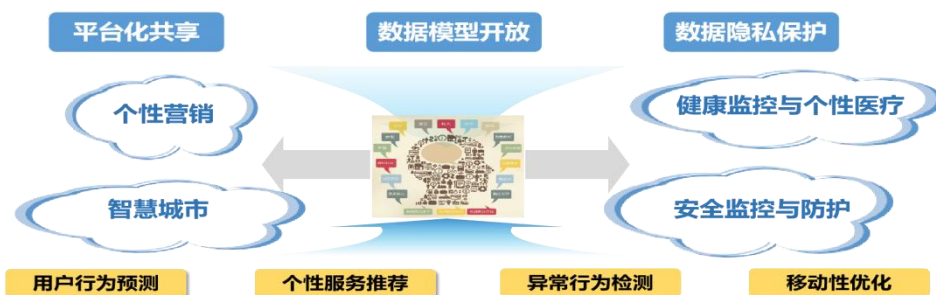 平台化共享
数据模型开放
数据隐私保护
个性营销
健康监控与个性医疗
智慧城市
安全监控与防护
用户行为预测
个性服务推荐
异常行为检测
移动性优化